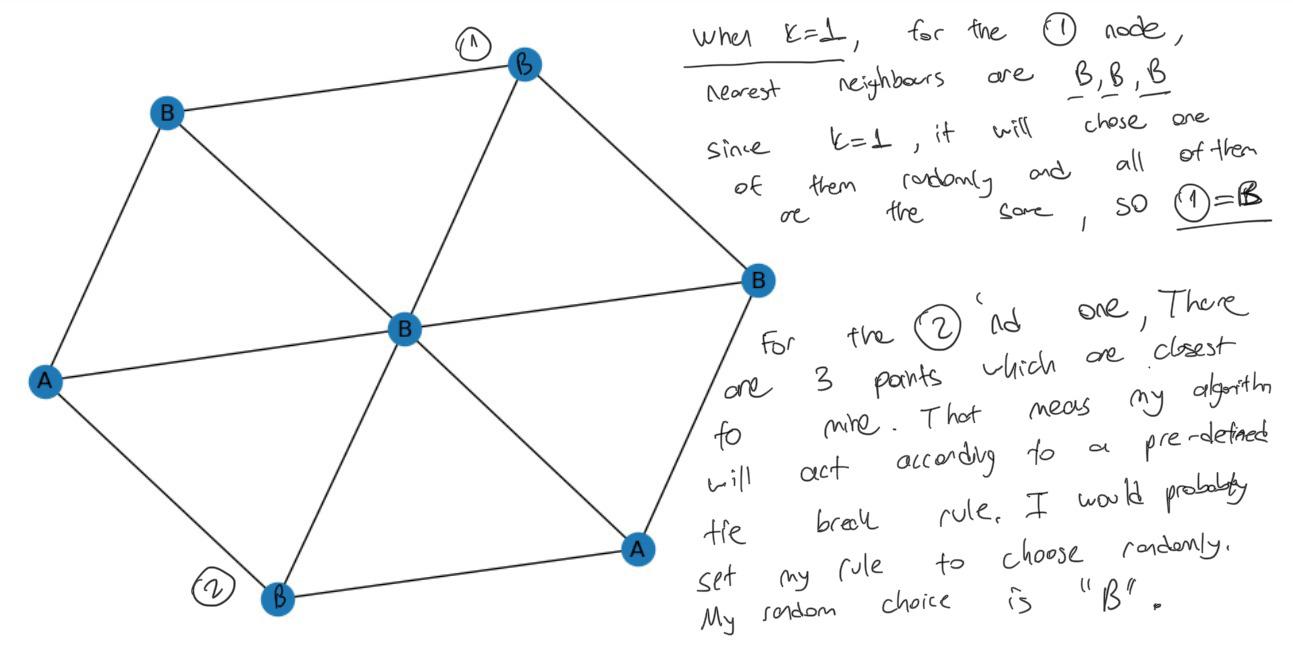 ①
B
B
B
B
A
A
②
B
when k=1, for the ① node,
nearest neighbours are B, B, B
since k=1, it will chose one
of them randomly and all of them
are the same, so ①=B
For the ② 'nd one, There
are 3 points which are closest
to mine. That means my algorithm
will act according to a pre-defined
tie break rule. I would probably
set my rule to choose randomly.
My random choice is "B".